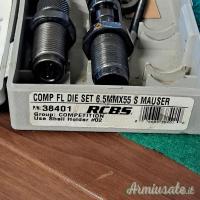 COMP FL DIE SET 6.5MMX55 S MAUSER
P/N: 38401 RCBS
Group: COMPETITION
Use Shell Holder #02
Armiusate.it